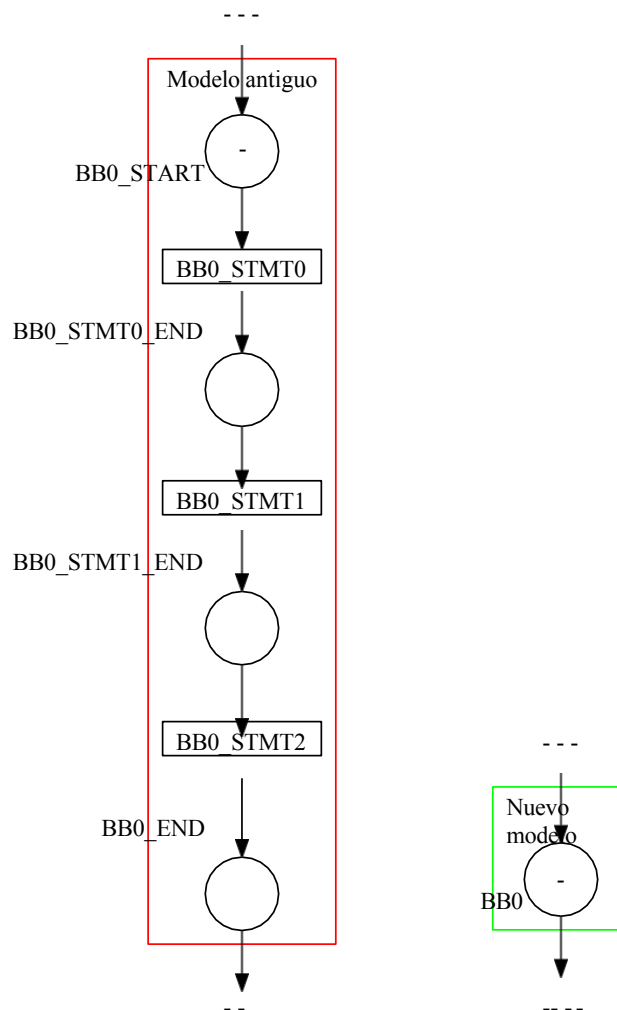 - - -
Modelo antiguo
-
BB0_START
BB0_STMT0
BB0_STMT0_END
BB0_STMT1
BB0_STMT1_END
BB0_STMT2
BB0_END
- -
- - -
Nuevo
modelo
-
BB0
-- --